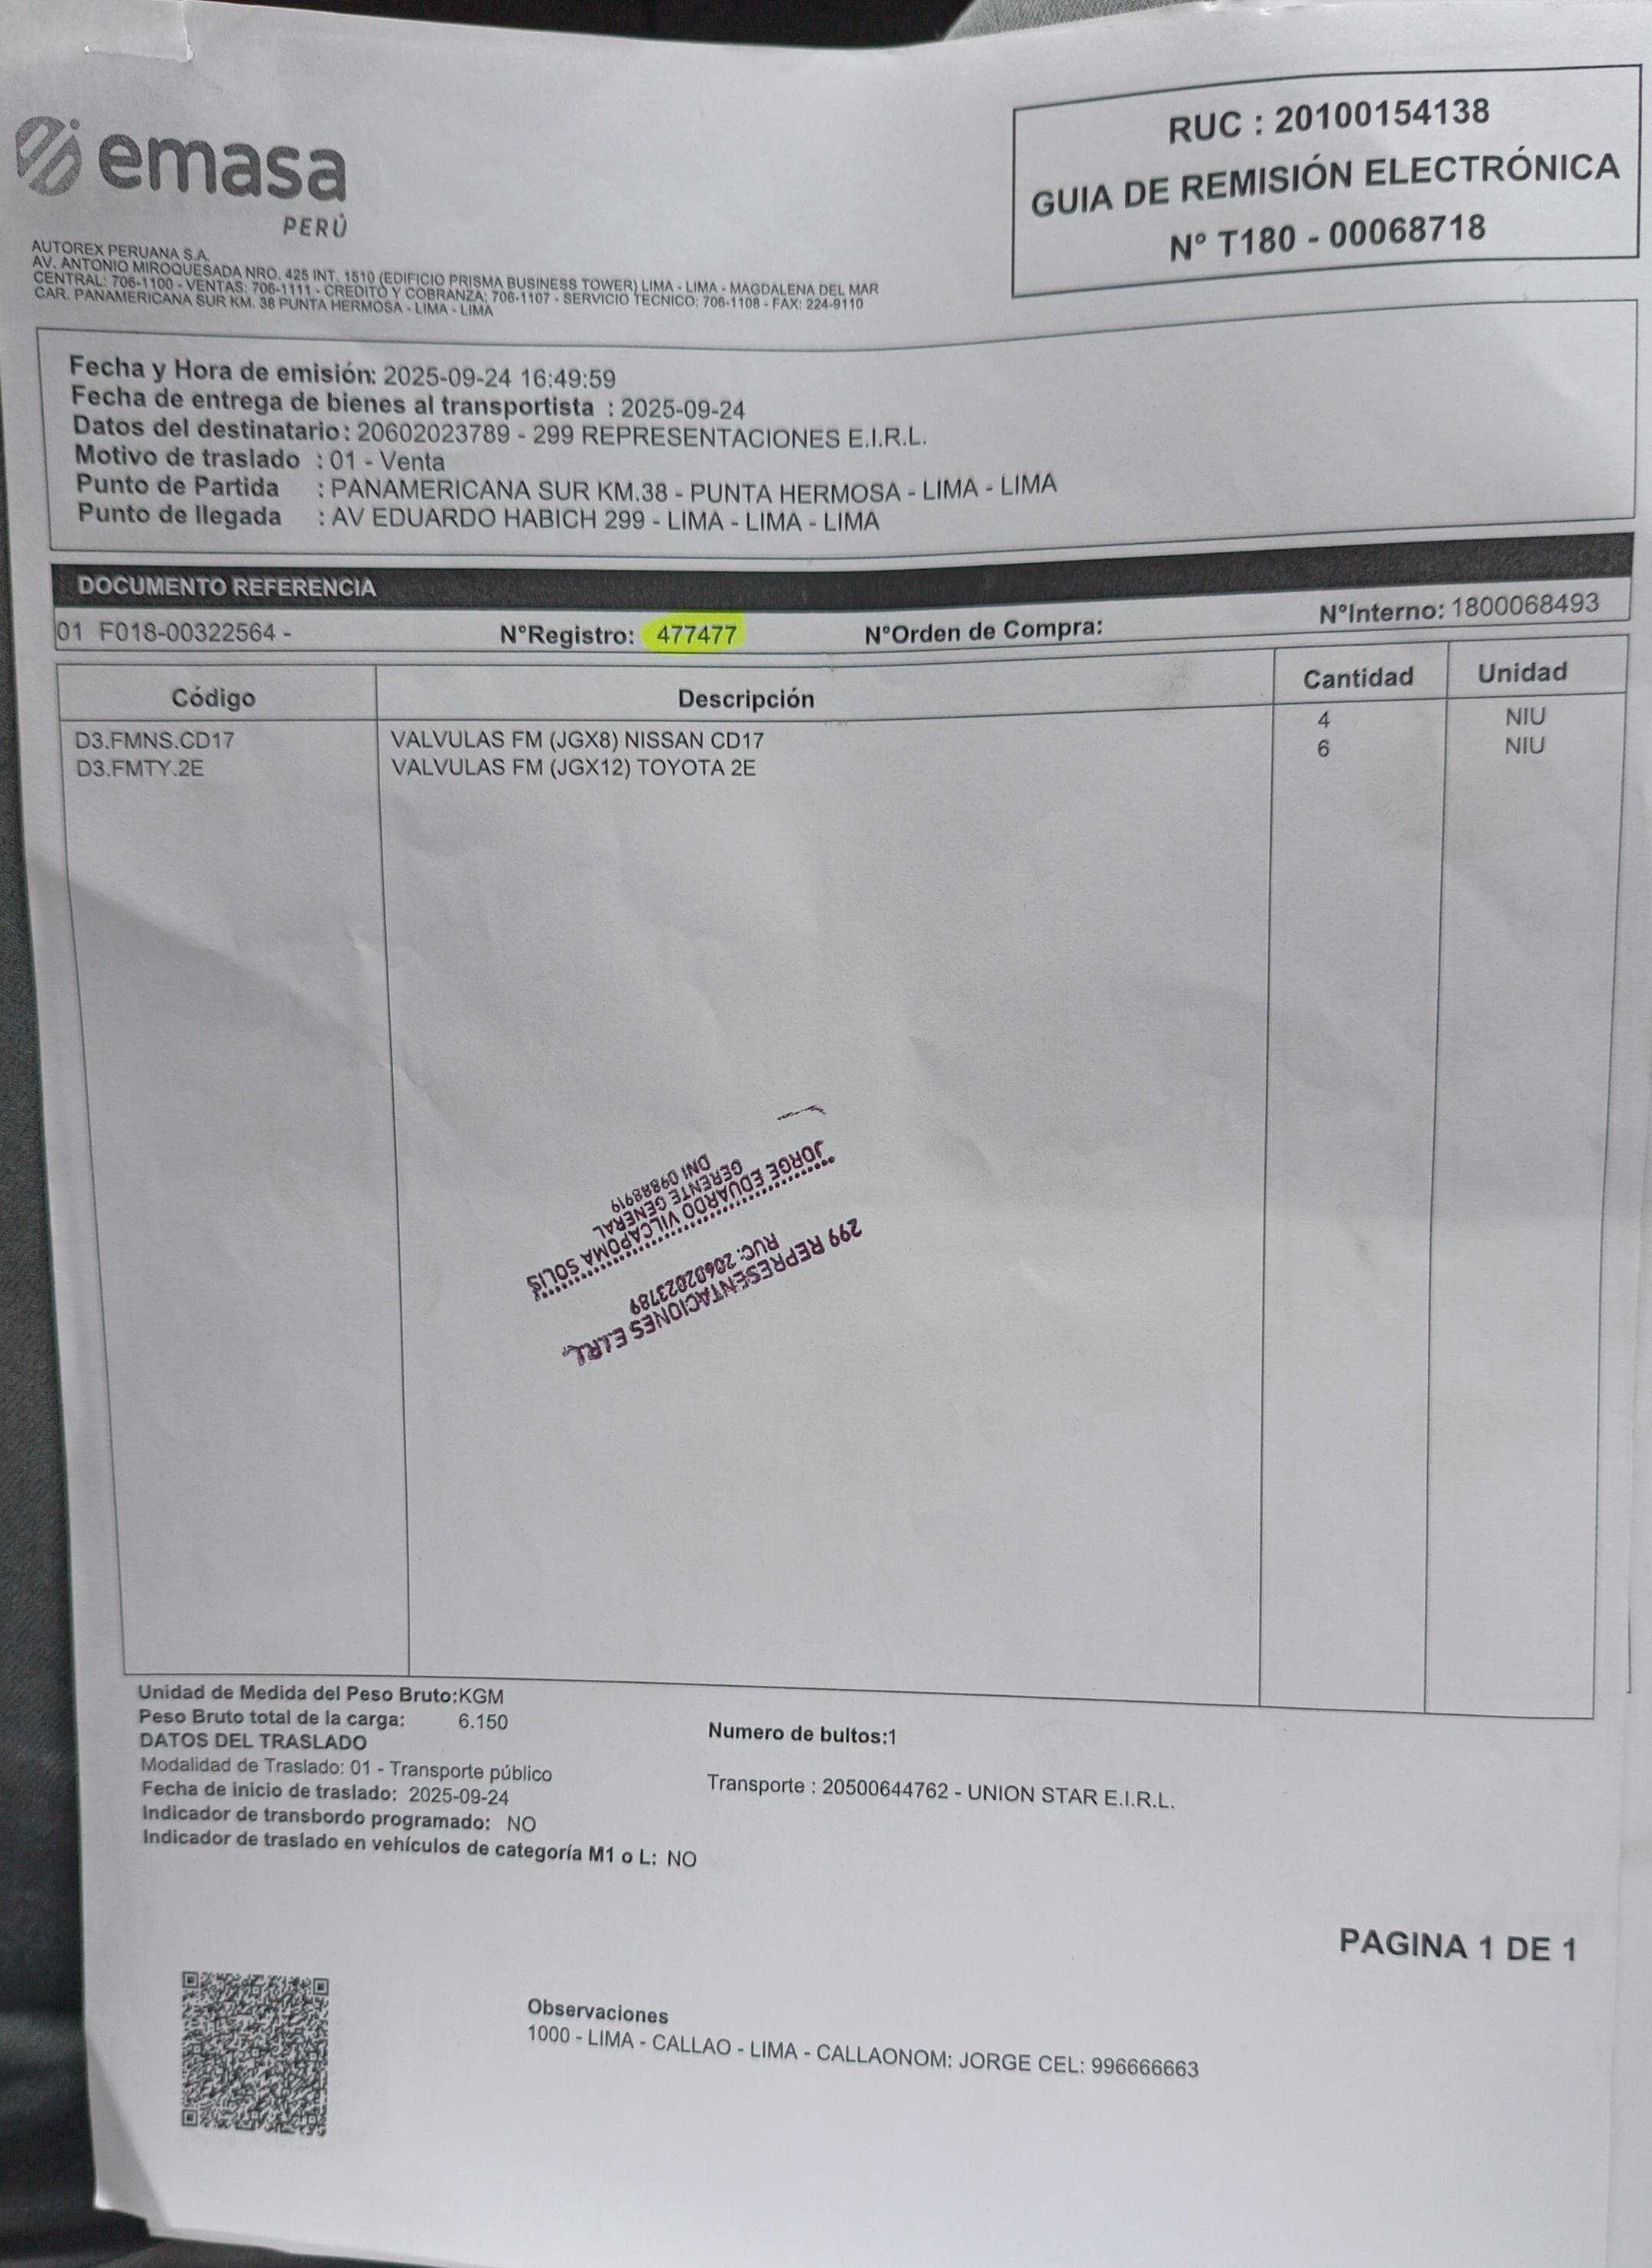 emasa
PERÚ
RUC : 20100154138
GUIA DE REMISIÓN ELECTRÓNICA
N° T180 - 00068718
AUTOREX PERUANA S.A.
AV. ANTONIO MIROQUESADA NRO. 425 INT. 1510 (EDIFICIO PRISMA BUSINESS TOWER) LIMA - LIMA - MAGDALENA DEL MAR
CENTRAL: 706-1100 - VENTAS: 706-1111 - CREDITO Y COBRANZA: 706-1107 - SERVICIO TECNICO: 706-1108 - FAX: 224-9110
CAR. PANAMERICANA SUR KM. 38 PUNTA HERMOSA - LIMA - LIMA
Fecha y Hora de emisión: 2025-09-24 16:49:59
Fecha de entrega de bienes al transportista : 2025-09-24
Datos del destinatario: 20602023789 - 299 REPRESENTACIONES E.I.R.L.
Motivo de traslado : 01 - Venta
Punto de Partida : PANAMERICANA SUR KM.38 - PUNTA HERMOSA - LIMA - LIMA
Punto de llegada : AV EDUARDO HABICH 299 - LIMA - LIMA - LIMA
DOCUMENTO REFERENCIA
01 F018-00322564 - N°Registro: 477477 N°Orden de Compra: N°Interno: 1800068493
Código Descripción Cantidad Unidad
D3.FMNS.CD17 VALVULAS FM (JGX8) NISSAN CD17 4 NIU
D3.FMTY.2E VALVULAS FM (JGX12) TOYOTA 2E 6 NIU
299 REPRESENTACIONES E.I.R.L.
RUC: 20602023789
JORGE EDUARDO VILCAPOMA SOLIS
GERENTE GENERAL
DNI 09888919
Unidad de Medida del Peso Bruto:KGM
Peso Bruto total de la carga: 6.150
Numero de bultos:1
DATOS DEL TRASLADO
Modalidad de Traslado: 01 - Transporte público
Transporte : 20500644762 - UNION STAR E.I.R.L.
Fecha de inicio de traslado: 2025-09-24
Indicador de transbordo programado: NO
Indicador de traslado en vehículos de categoría M1 o L: NO
PAGINA 1 DE 1
Observaciones
1000 - LIMA - CALLAO - LIMA - CALLAONOM: JORGE CEL: 996666663